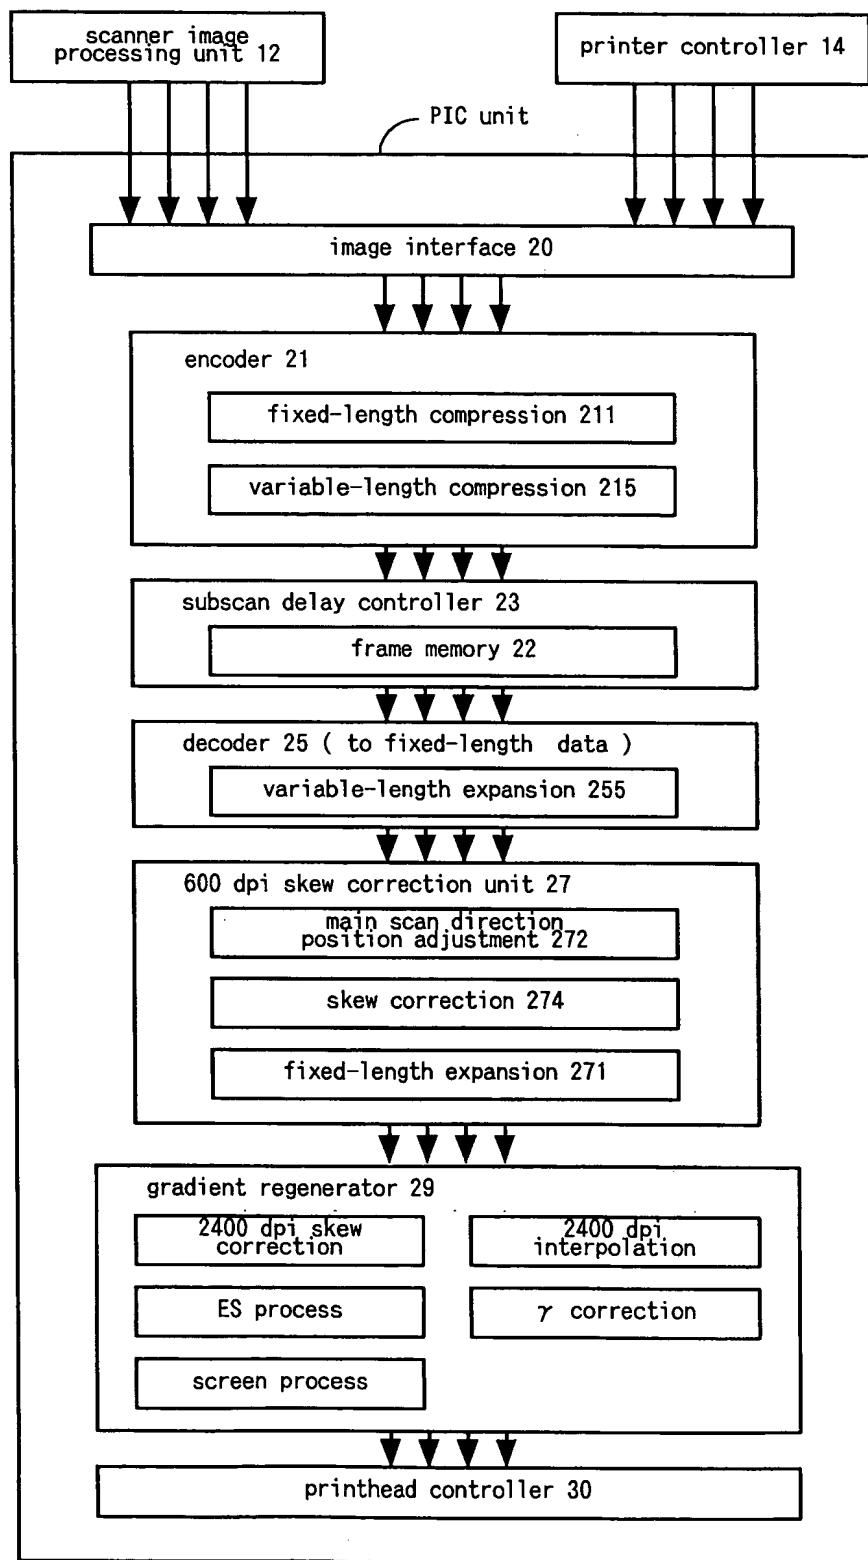 scanner image
processing unit 12
printer controller 14
PIC unit
image interface 20
encoder 21
fixed-length compression 211
variable-length compression 215
subscan delay controller 23
frame memory 22
decoder 25 ( to fixed-length data )
variable-length expansion 255
600 dpi skew correction unit 27
main scan direction
position adjustment 272
skew correction 274
fixed-length expansion 271
gradient regenerator 29
2400 dpi skew
correction
2400 dpi
interpolation
ES process
γ correction
screen process
printhead controller 30